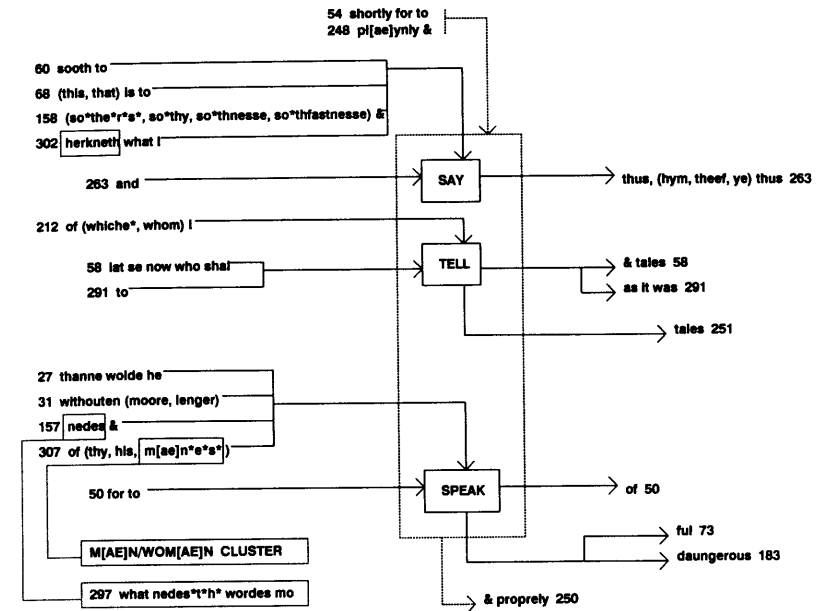 54 shortly for to
248 pl[ae]ynly &
60 sooth to
68 (this, that) is to
158 (so*the*r*s*, so*thy, so*thnesse, so*thfastnesse) &
302 herkneth what I
263 and
SAY
thus, (hym, theef, ye) thus 263
212 of (whiche*, whom) I
58 lat se now who shal
291 to
TELL
& tales 58
as it was 291
tales 251
27 thanne wolde he
31 withouten (moore, lenger)
157 nedes &
307 of (thy, his, m[ae]n*e*s*)
50 for to
SPEAK
of 50
ful 73
daungerous 183
M[AE]N/WOM[AE]N CLUSTER
297 what nedes*t*h* wordes mo
& proprely 250